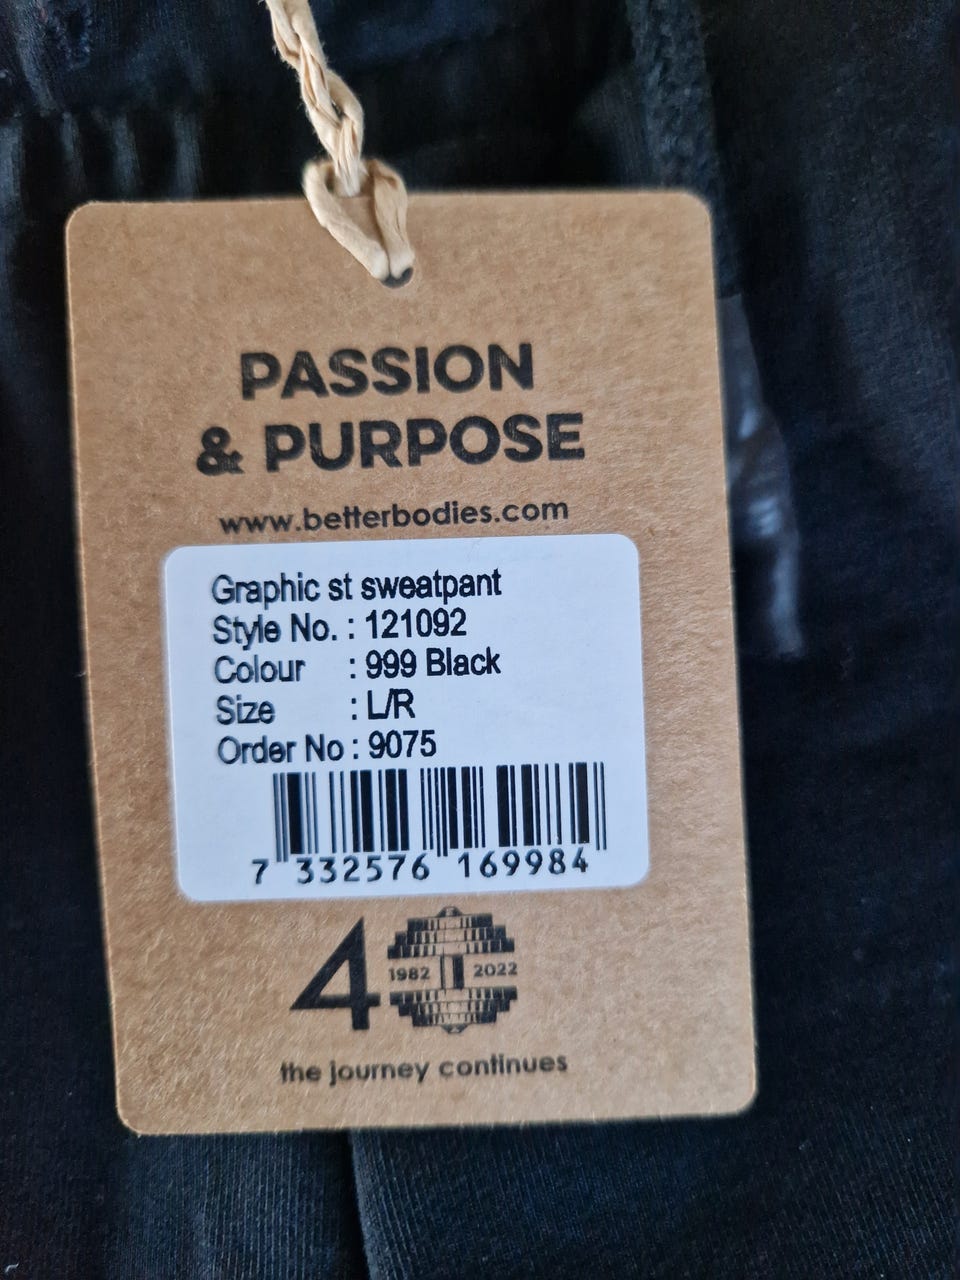 PASSION
& PURPOSE
www.betterbodies.com
Graphic st sweatpant
Style No. : 121092
Colour : 999 Black
Size : L/R
Order No : 9075
7 332576 169984
40
1982 2022
the journey continues